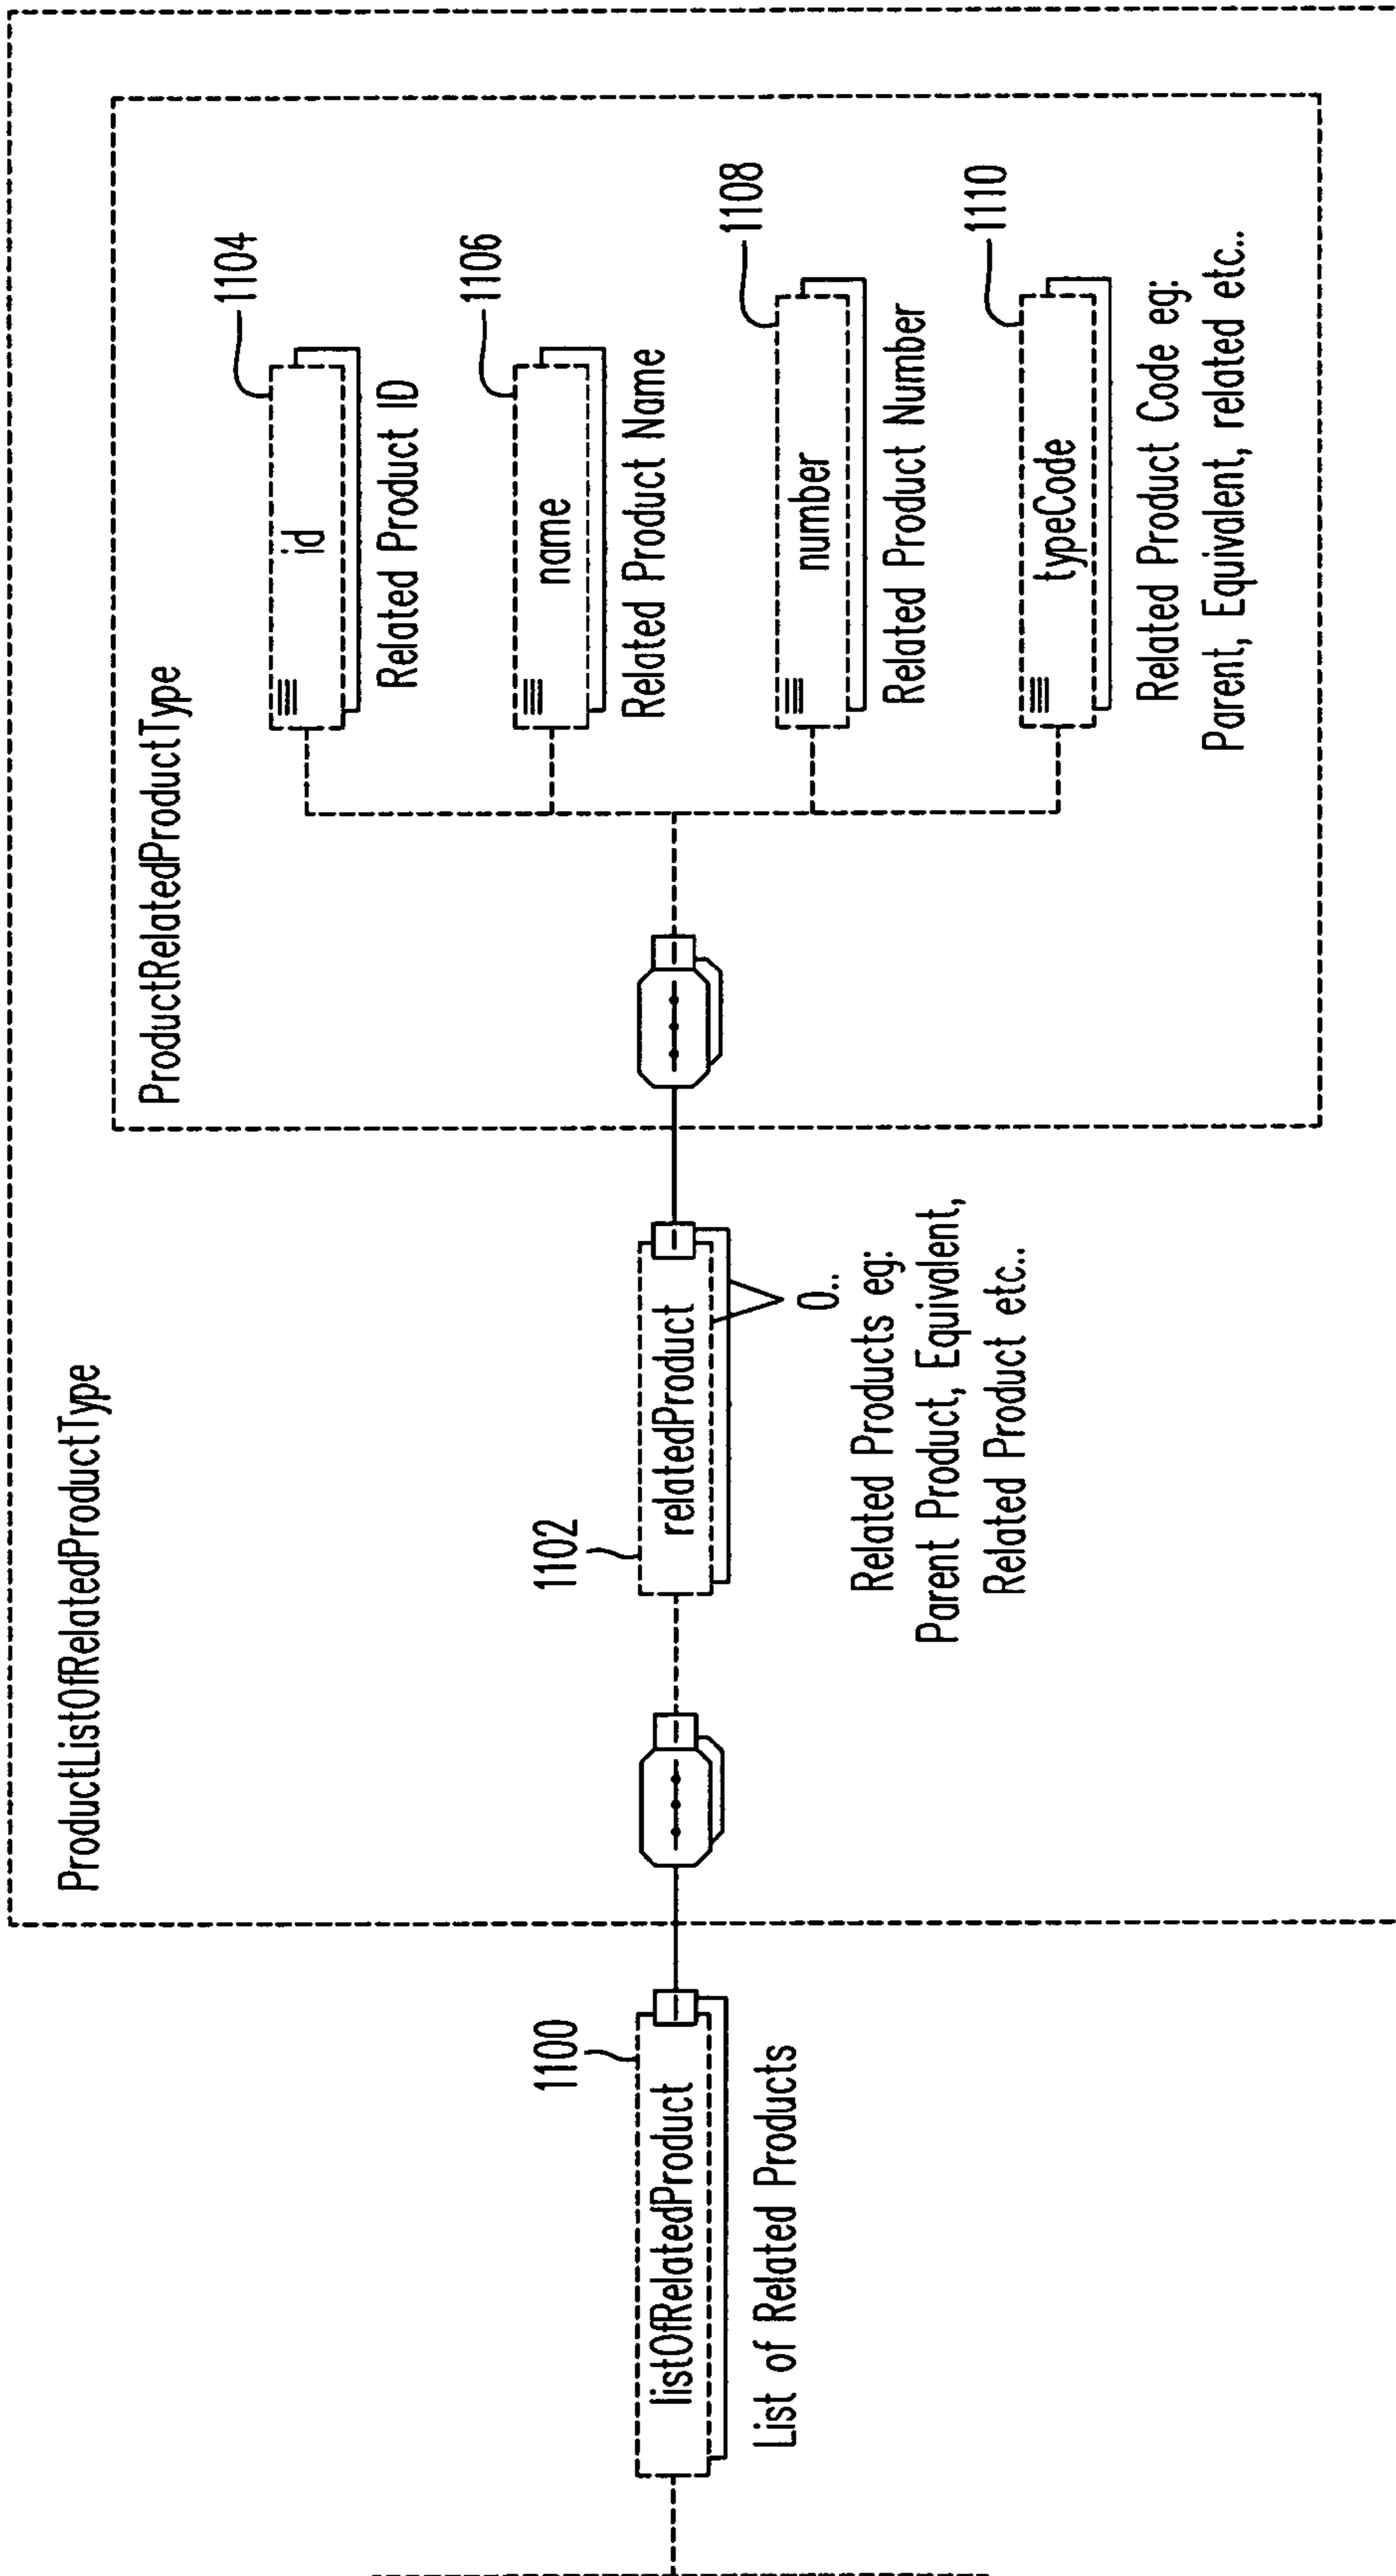 ProductListOfRelatedProductType
ProductRelatedProductType
1100
listOfRelatedProduct
List of Related Products
1102
relatedProduct
0..
Related Products eg:
Parent Product, Equivalent,
Related Product etc..
1104
id
Related Product ID
1106
name
Related Product Name
1108
number
Related Product Number
1110
typeCode
Related Product Code eg:
Parent, Equivalent, related etc..